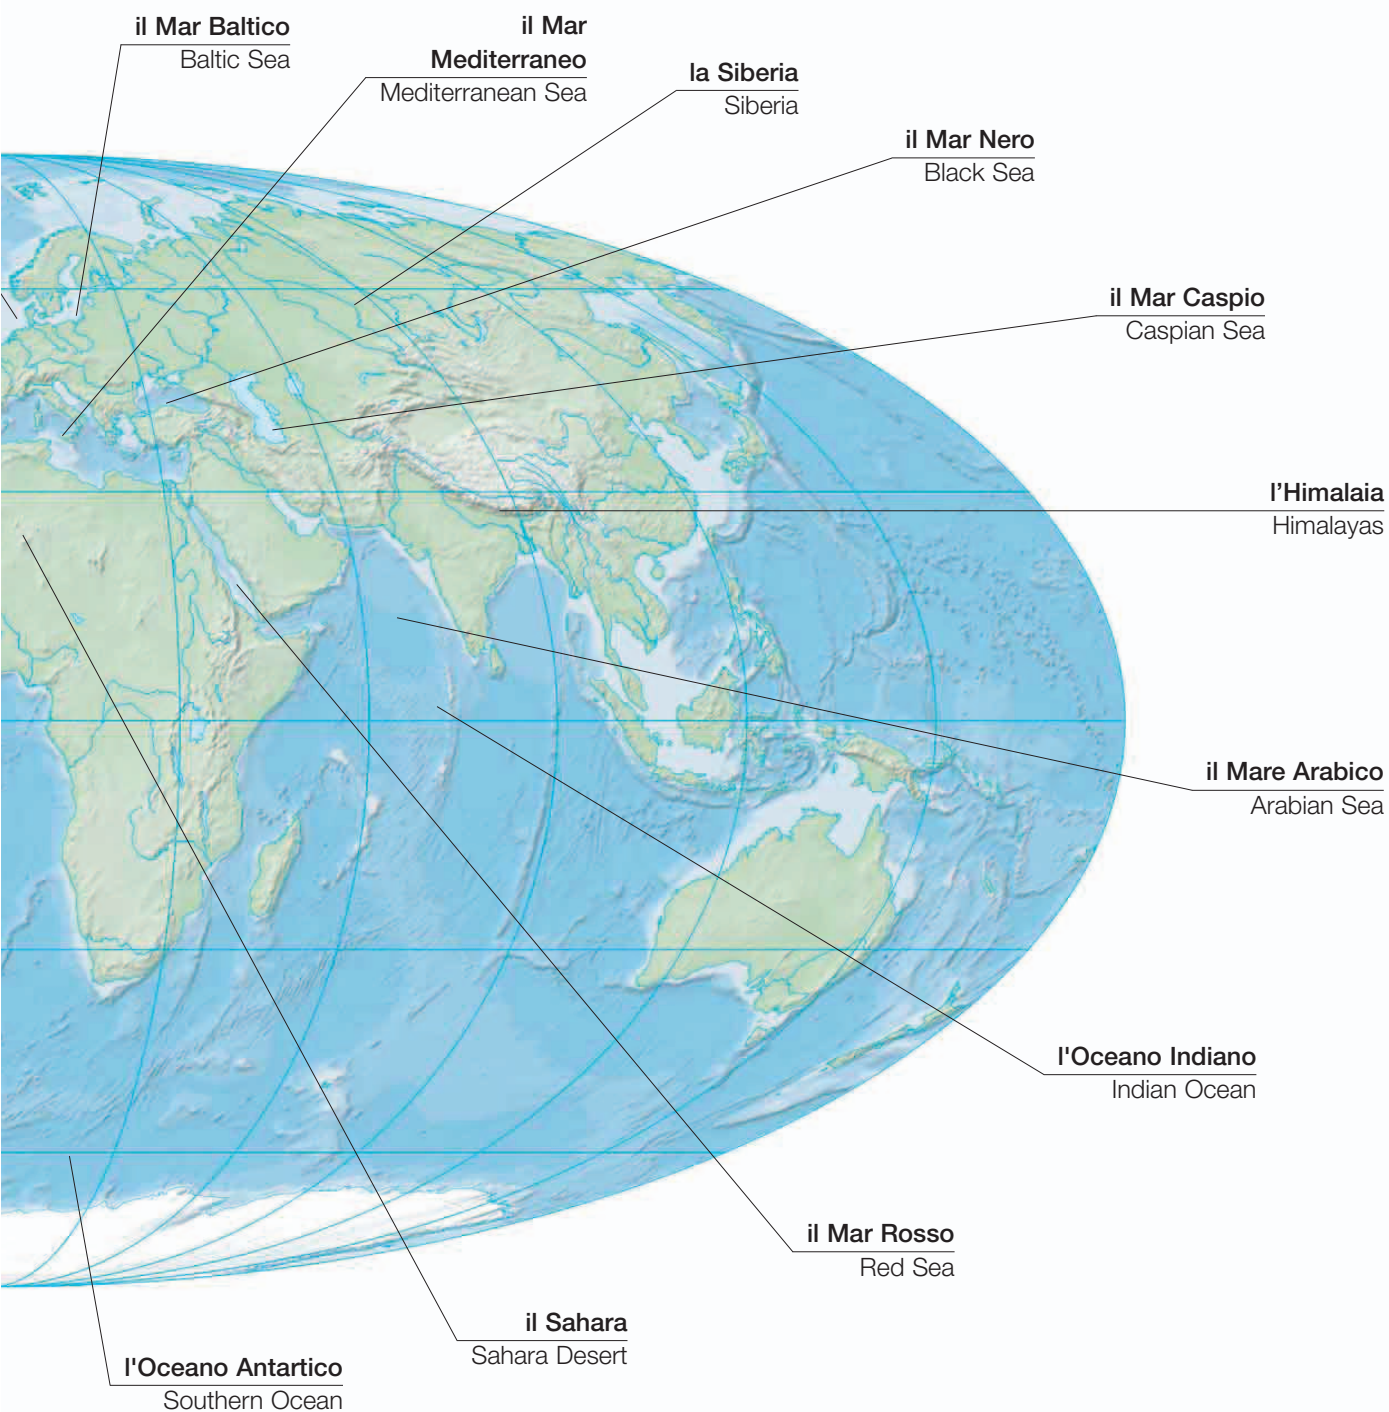 il Mar Baltico
Baltic Sea
il Mar
Mediterraneo
Mediterranean Sea
la Siberia
Siberia
il Mar Nero
Black Sea
il Mar Caspio
Caspian Sea
l’Himalaia
Himalayas
il Mare Arabico
Arabian Sea
l'Oceano Indiano
Indian Ocean
il Mar Rosso
Red Sea
il Sahara
Sahara Desert
l'Oceano Antartico
Southern Ocean